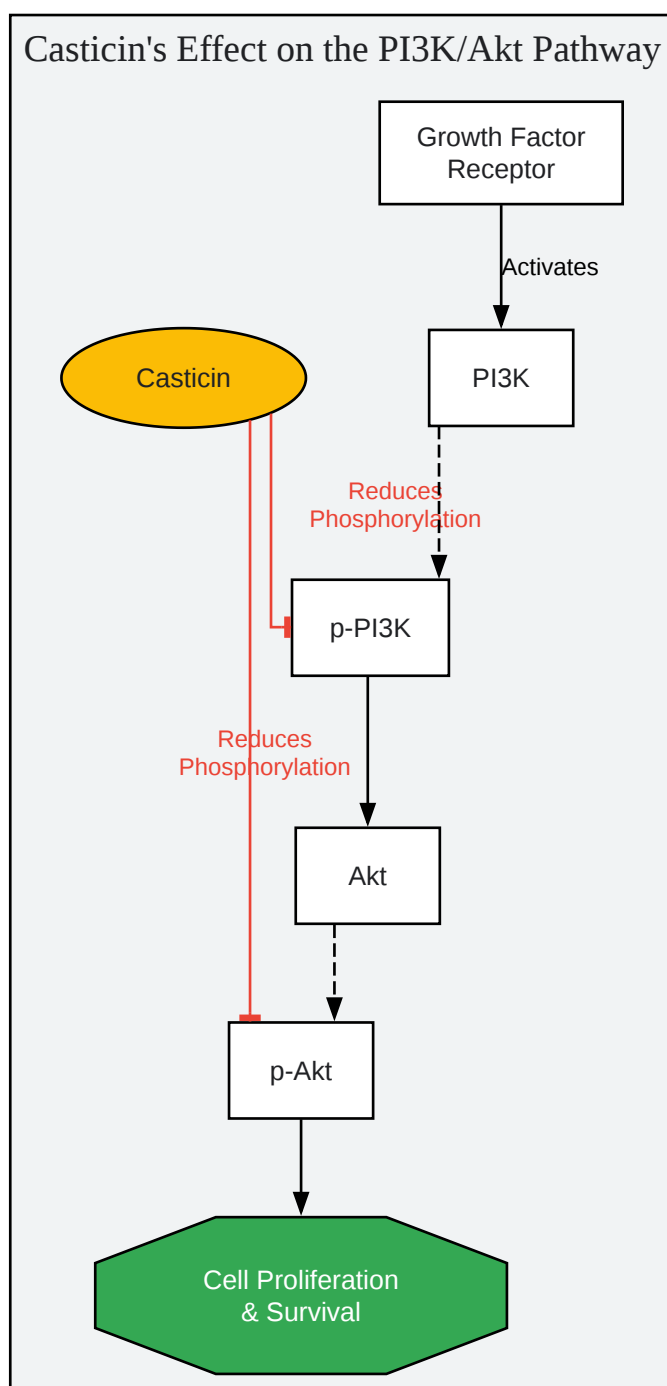 Casticin's Effect on the PI3K/Akt Pathway
Growth Factor
Receptor
Activates
Casticin
PI3K
Reduces
Phosphorylation
p-PI3K
Reduces
Phosphorylation
Akt
p-Akt
Cell Proliferation
& Survival